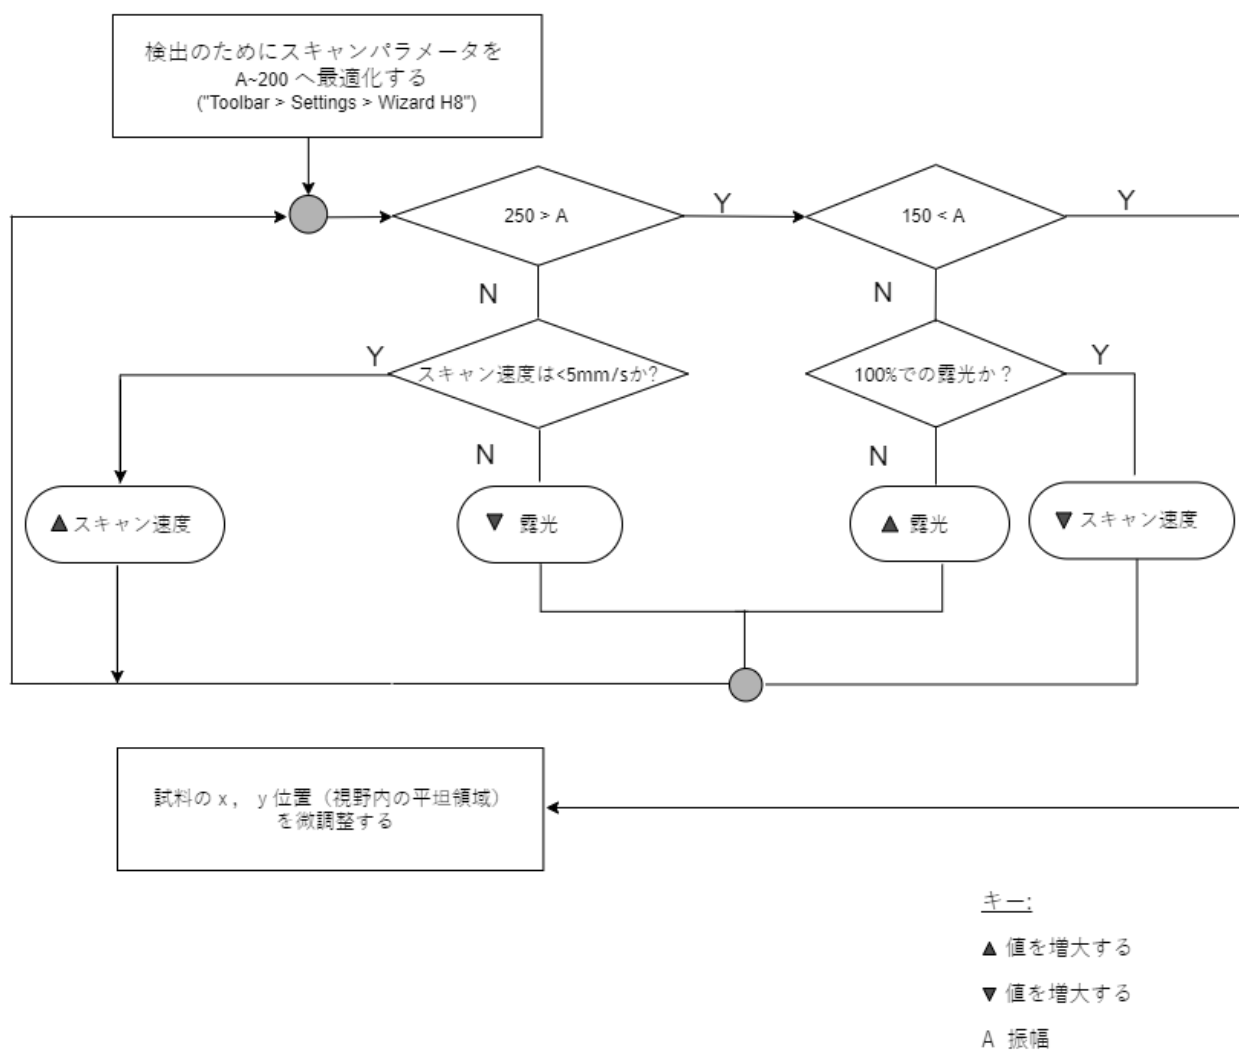 検出のためにスキャンパラメータを
A~200 へ最適化する
("Toolbar > Settings > Wizard H8")
250 > A
Y
150 < A
Y
N
N
Y
スキャン速度は<5mm/sか?
100%での露光か？
Y
N
N
▲スキャン速度
▼ 露光
▲ 露光
▼ スキャン速度
試料の x， y 位置（視野内の平坦領域）
を微調整する
キー:
▲ 値を増大する
▼ 値を増大する
A 振幅